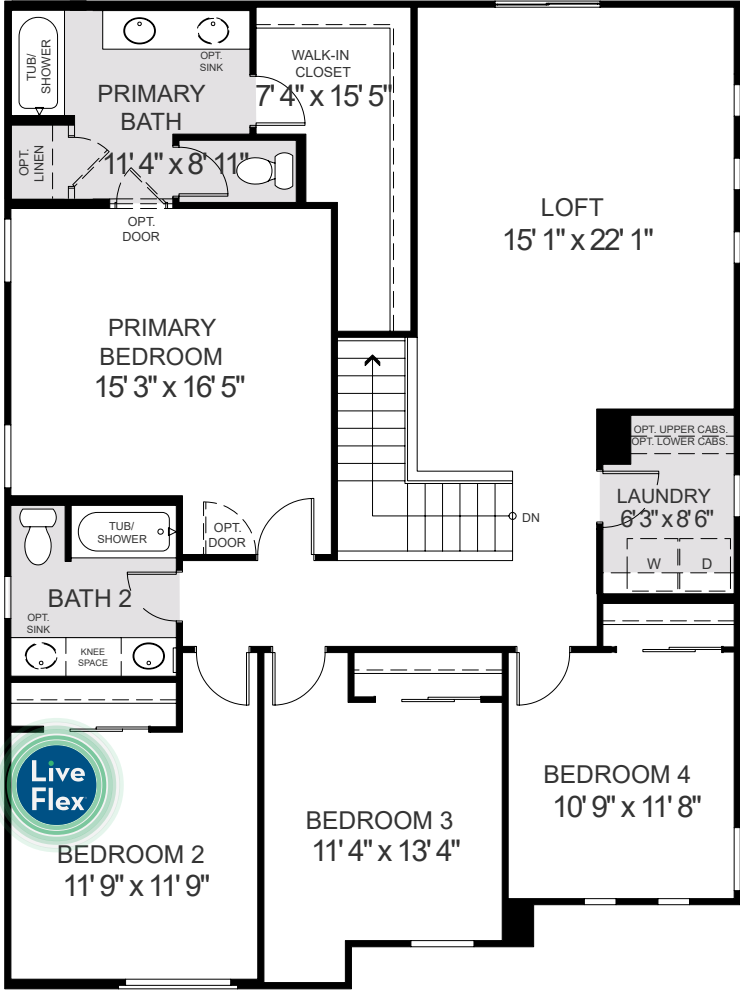 TUB/
SHOWER
OPT.
SINK
PRIMARY
BATH
11' 4" x 8' 11"
OPT.
LINEN
WALK-IN
CLOSET
7' 4" x 15' 5"
OPT.
DOOR
LOFT
15' 1" x 22' 1"
PRIMARY
BEDROOM
15' 3" x 16' 5"
OPT. UPPER CABS.
OPT. LOWER CABS.
LAUNDRY
6'3" x 8'6"
W D
DN
OPT.
DOOR
TUB/
SHOWER
BATH 2
OPT.
SINK
KNEE
SPACE
Live
Flex
BEDROOM 2
11' 9" x 11' 9"
BEDROOM 3
11' 4" x 13' 4"
BEDROOM 4
10' 9" x 11' 8"